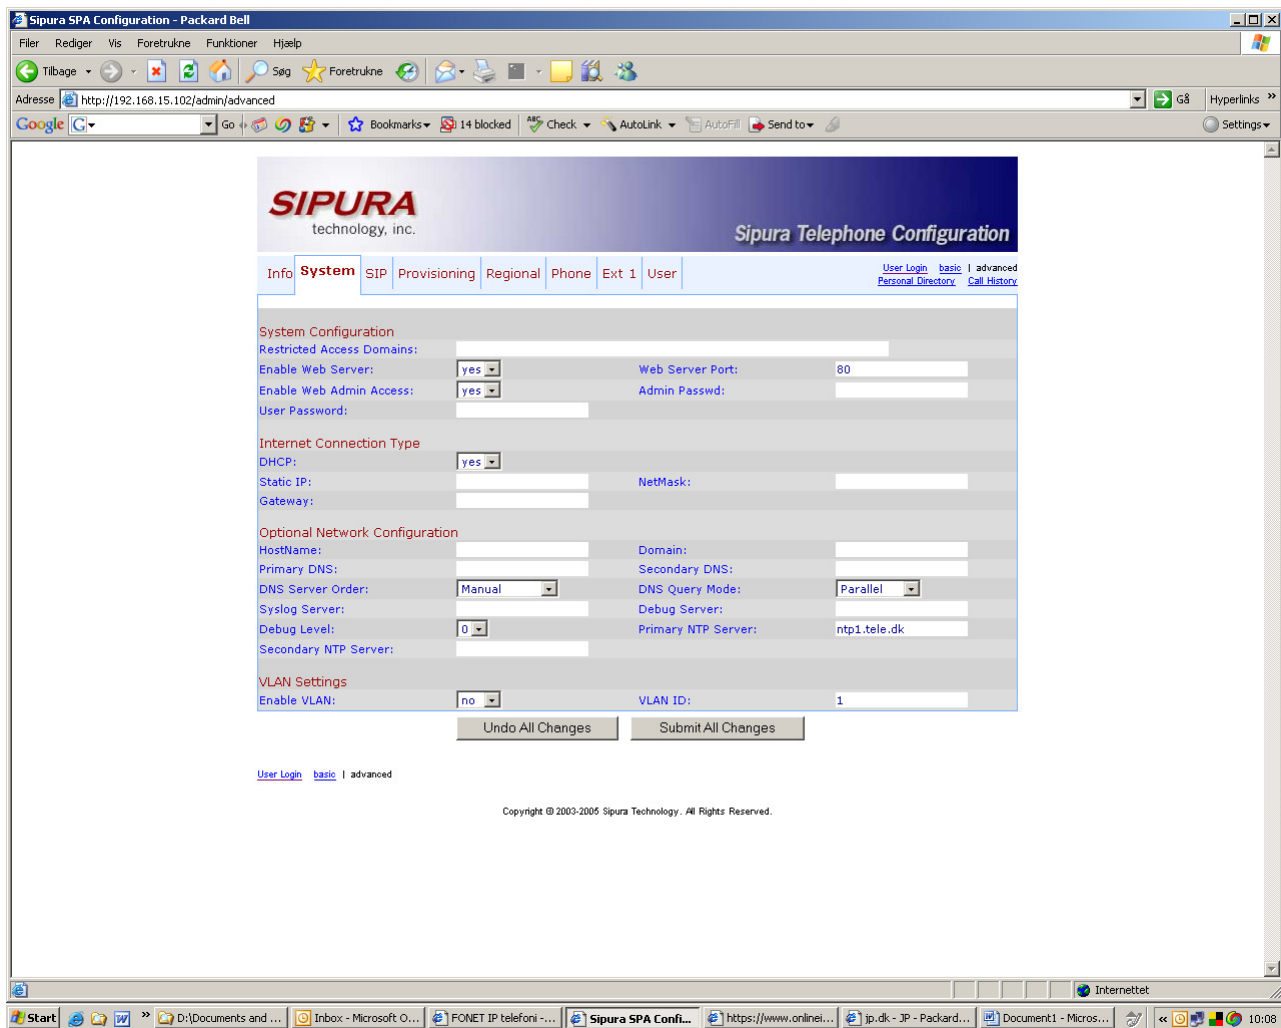 Sipura SPA Configuration - Packard Bell
Filer Rediger Vis Foretrukne Funktioner Hjælp
Tilbage Søg Foretrukne
Adresse http://192.168.15.102/admin/advanced Gå Hyperlinks »
Google G Go Bookmarks 14 blocked ABC Check AutoLink AutoFill Send to Settings
SIPURA
technology, inc.
Sipura Telephone Configuration
Info System SIP Provisioning Regional Phone Ext 1 User
User Login basic | advanced
Personal Directory Call History
System Configuration
Restricted Access Domains:
Enable Web Server: yes Web Server Port: 80
Enable Web Admin Access: yes Admin Passwd:
User Password:
Internet Connection Type
DHCP: yes
Static IP: NetMask:
Gateway:
Optional Network Configuration
HostName: Domain:
Primary DNS: Secondary DNS:
DNS Server Order: Manual DNS Query Mode: Parallel
Syslog Server: Debug Server:
Debug Level: 0 Primary NTP Server: ntp1.tele.dk
Secondary NTP Server:
VLAN Settings
Enable VLAN: no VLAN ID: 1
Undo All Changes Submit All Changes
User Login basic | advanced
Copyright © 2003-2005 Sipura Technology. All Rights Reserved.
Internettet
Start W » D:\Documents and ... Inbox - Microsoft O... FONET IP telefoni -... Sipura SPA Confi... https://www.onlinei... jp.dk - JP - Packard... Document1 - Micros... « 10:08